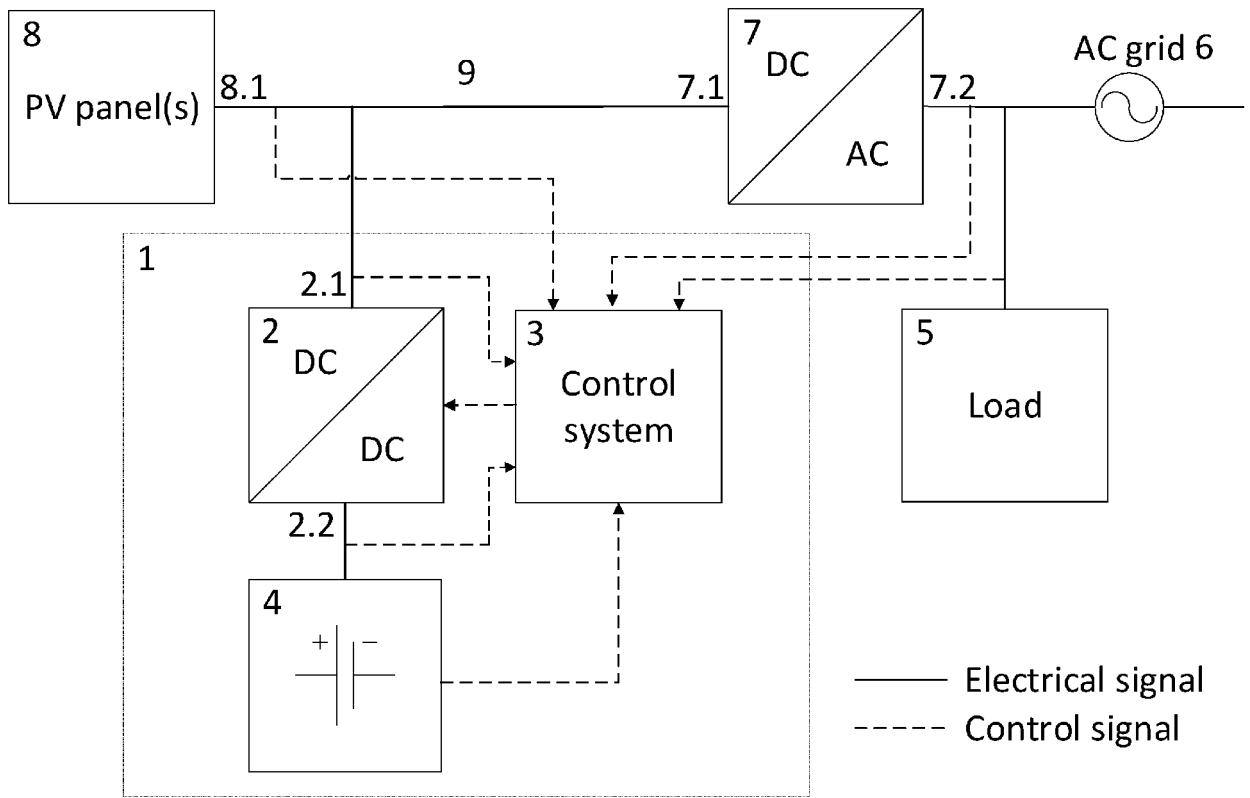 8
PV panel(s)
8.1
9
7.1
7
DC
AC
7.2
AC grid 6
1
2.1
2
DC
DC
2.2
3
Control
system
5
Load
4
+
−
Electrical signal
Control signal